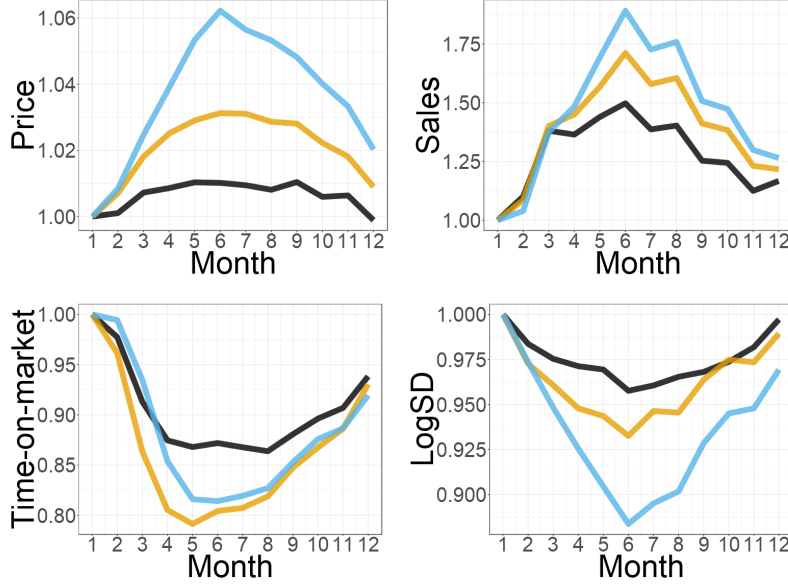 Price
1.06
1.04
1.02
1.00
1 2 3 4 5 6 7 8 9 10 11 12
Month
Sales
1.75
1.50
1.25
1.00
1 2 3 4 5 6 7 8 9 10 11 12
Month
Time-on-market
1.00
0.95
0.90
0.85
0.80
1 2 3 4 5 6 7 8 9 10 11 12
Month
LogSD
1.000
0.975
0.950
0.925
0.900
1 2 3 4 5 6 7 8 9 10 11 12
Month